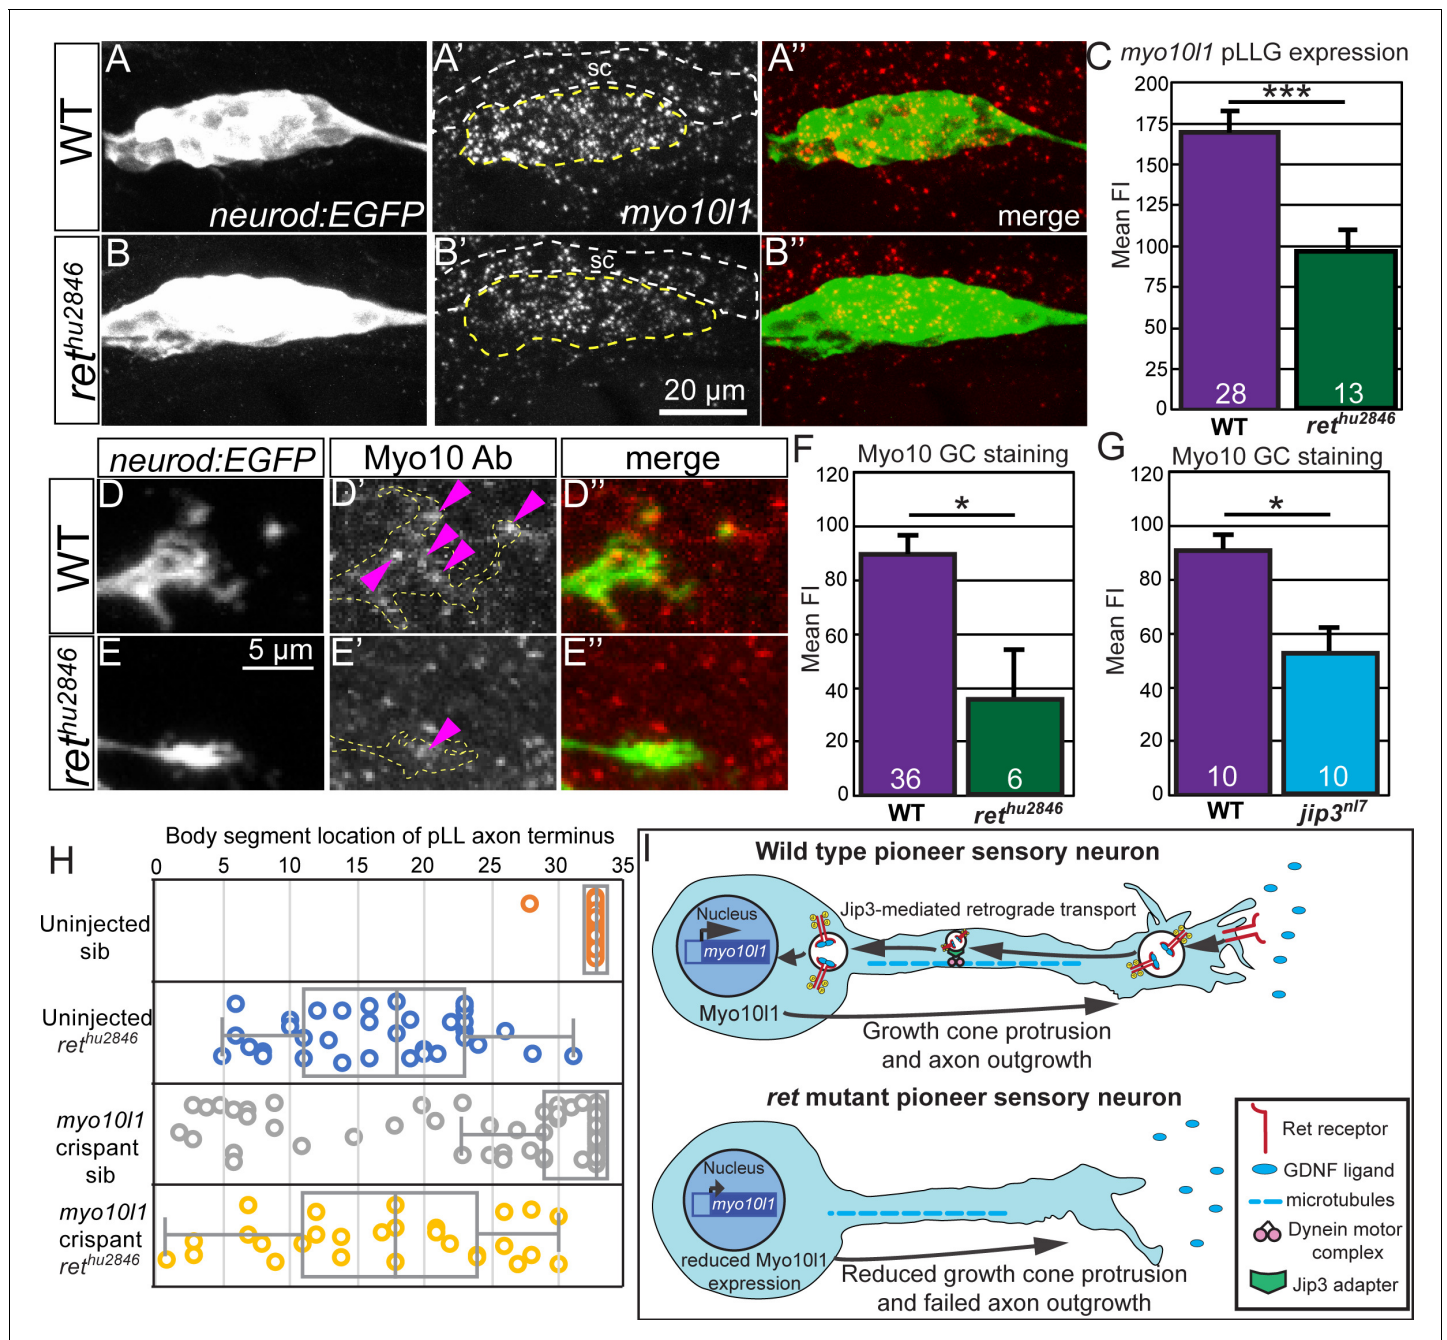 A
A'
A''
sc
WT
neurod:EGFP
myo10l1
merge
B
B'
B''
sc
ret^hu2846
20 μm
C
myo10l1 pLLG expression
200
175
150
125
100
75
50
25
0
Mean FI
***
28
13
WT
ret^hu2846
neurod:EGFP
Myo10 Ab
merge
D
D'
D''
WT
E
E'
E''
5 μm
ret^hu2846
F
Myo10 GC staining
120
100
80
60
40
20
0
Mean FI
*
36
6
WT
ret^hu2846
G
Myo10 GC staining
120
100
80
60
40
20
0
Mean FI
*
10
10
WT
jip3^nl7
H
Body segment location of pLL axon terminus
0 5 10 15 20 25 30 35
Uninjected
sib
Uninjected
ret^hu2846
myo10l1
crispant
sib
myo10l1
crispant
ret^hu2846
I
Wild type pioneer sensory neuron
Nucleus
myo10l1
Jip3-mediated retrograde transport
Myo10l1
Growth cone protrusion
and axon outgrowth
ret mutant pioneer sensory neuron
Nucleus
myo10l1
reduced Myo10l1
expression
Reduced growth cone protrusion
and failed axon outgrowth
Ret receptor
GDNF ligand
microtubules
Dynein motor
complex
Jip3 adapter